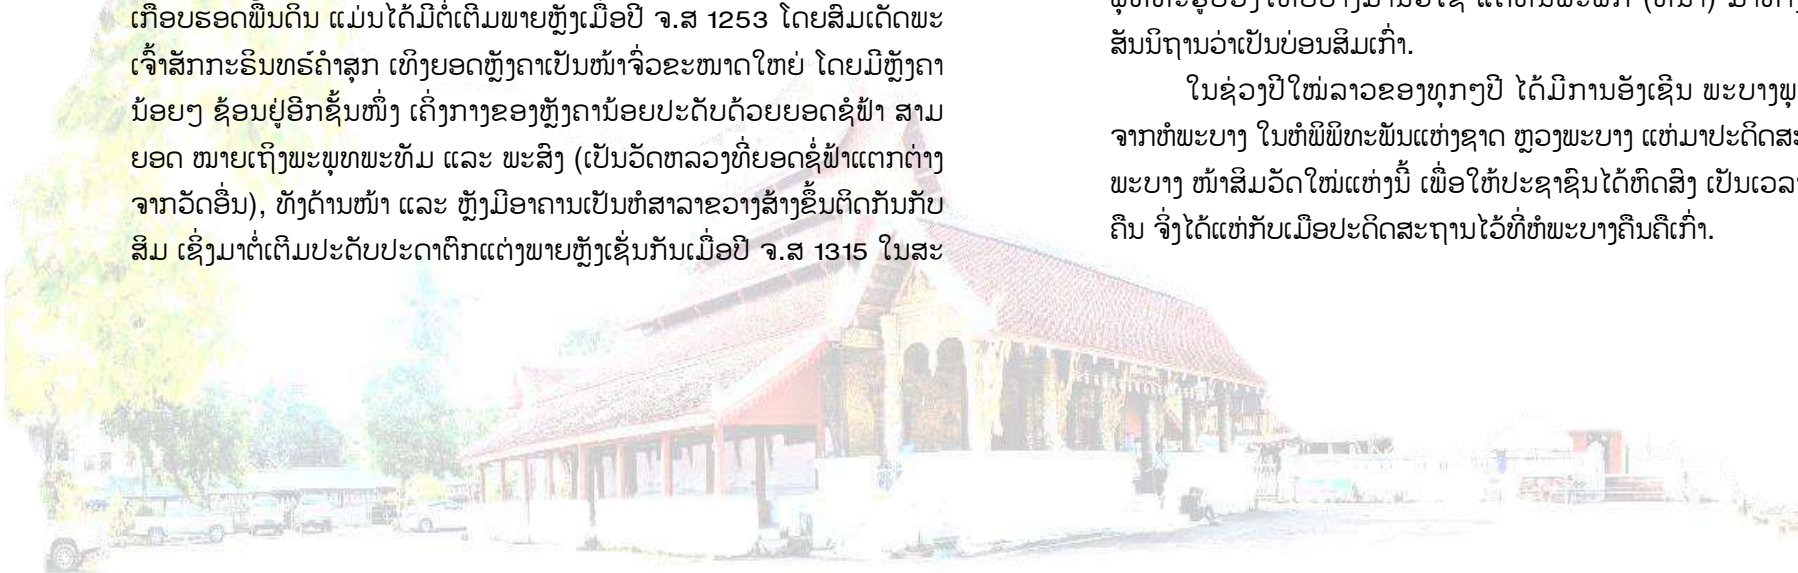 ເກືອບຮອດພື້ນດິນ ແມ່ນໄດ້ມີຕໍ່ເຕີມພາຍຫຼັງເມື່ອປີ ຈ.ສ 1253 ໂດຍສົມເດັດພະ
ເຈົ້າສັກກະຣິນທຣ໌ຄຳສຸກ ເທິງຍອດຫຼັງຄາເປັນໜ້າຈົ່ວຂະໜາດໃຫຍ່ ໂດຍມີຫຼັງຄາ
ນ້ອຍໆ ຊ້ອນຢູ່ອີກຊັ້ນໜຶ່ງ ເຄິ່ງກາງຂອງຫຼັງຄານ້ອຍປະດັບດ້ວຍຍອດຊໍຟ້າ ສາມ
ຍອດ ໝາຍເຖິງພະພຸທພະທັມ ແລະ ພະສົງ (ເປັນວັດຫລວງທີ່ຍອດຊໍ່ຟ້າແຕກຕ່າງ
ຈາກວັດອື່ນ), ທັງດ້ານໜ້າ ແລະ ຫຼັງມີອາຄານເປັນຫໍສາລາຂວາງສ້າງຂຶ້ນຕິດກັນກັບ
ສິມ ເຊິ່ງມາຕໍ່ເຕີມປະດັບປະດາຕົກແຕ່ງພາຍຫຼັງເຊັ່ນກັນເມື່ອປີ ຈ.ສ 1315 ໃນສະ
ສັນນິຖານວ່າເປັນບ່ອນສິມເກົ່າ.
ໃນຊ່ວງປີໃໝ່ລາວຂອງທຸກໆປີ ໄດ້ມີການອັງເຊີນ ພະບາງພຸ
ຈາກຫໍພະບາງ ໃນຫໍພິພິທະພັນແຫ່ງຊາດ ຫຼວງພະບາງ ແຫ່ມາປະດິດສະ
ພະບາງ ໜ້າສິມວັດໃໝ່ແຫ່ງນີ້ ເພື່ອໃຫ້ປະຊາຊົນໄດ້ຫົດສົງ ເປັນເວລາ
ຄືນ ຈຶ່ງໄດ້ແຫ່ກັບເມືອປະດິດສະຖານໄວ້ທີ່ຫໍພະບາງຄືນຄືເກົ່າ.